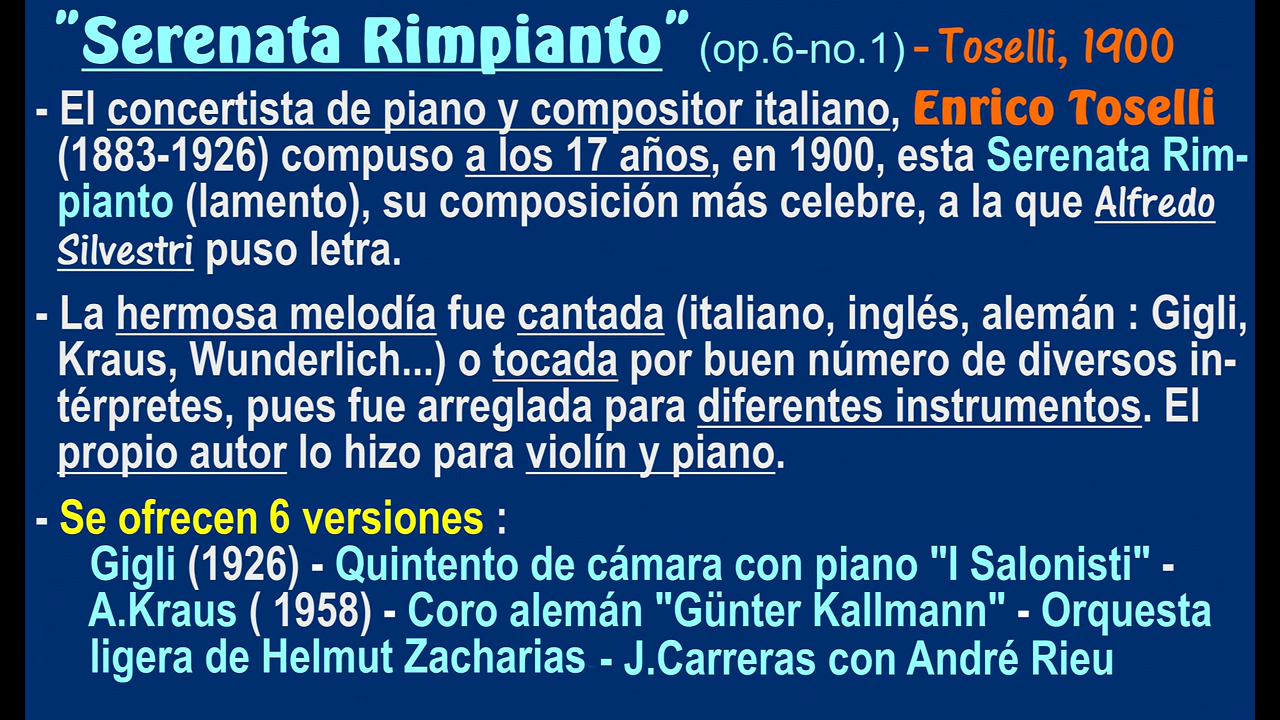 "Serenata Rimpianto" (op.6-no.1) - Toselli, 1900
- El concertista de piano y compositor italiano, Enrico Toselli
(1883-1926) compuso a los 17 años, en 1900, esta Serenata Rim-
pianto (lamento), su composición más celebre, a la que Alfredo
Silvestri puso letra.
- La hermosa melodía fue cantada (italiano, inglés, alemán : Gigli,
Kraus, Wunderlich...) o tocada por buen número de diversos in-
térpretes, pues fue arreglada para diferentes instrumentos. El
propio autor lo hizo para violín y piano.
- Se ofrecen 6 versiones :
Gigli (1926) - Quintento de cámara con piano "I Salonisti" -
A.Kraus ( 1958) - Coro alemán "Günter Kallmann" - Orquesta
ligera de Helmut Zacharias - J.Carreras con André Rieu